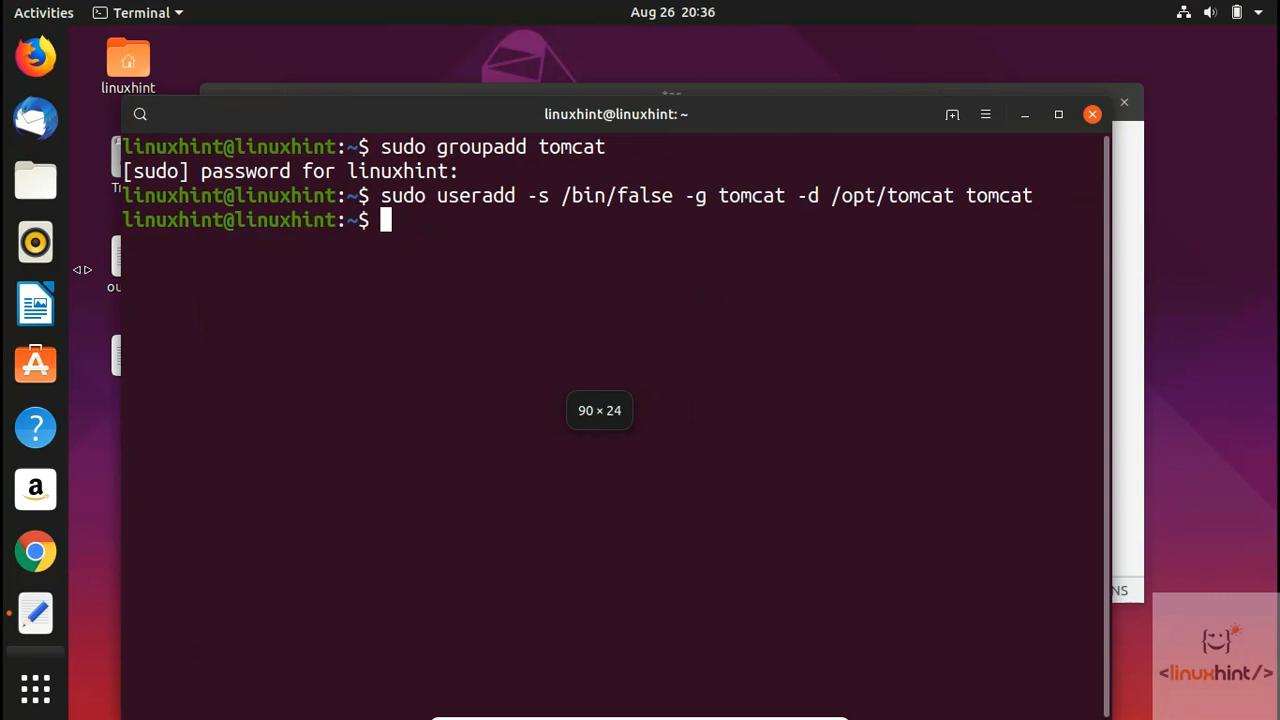 Activities
Terminal
Aug 26 20:36
linuxhint
linuxhint@linuxhint: ~
linuxhint@linuxhint:~$ sudo groupadd tomcat
[sudo] password for linuxhint:
linuxhint@linuxhint:~$ sudo useradd -s /bin/false -g tomcat -d /opt/tomcat tomcat
linuxhint@linuxhint:~$
90 × 24
NS
<linuxhint/>